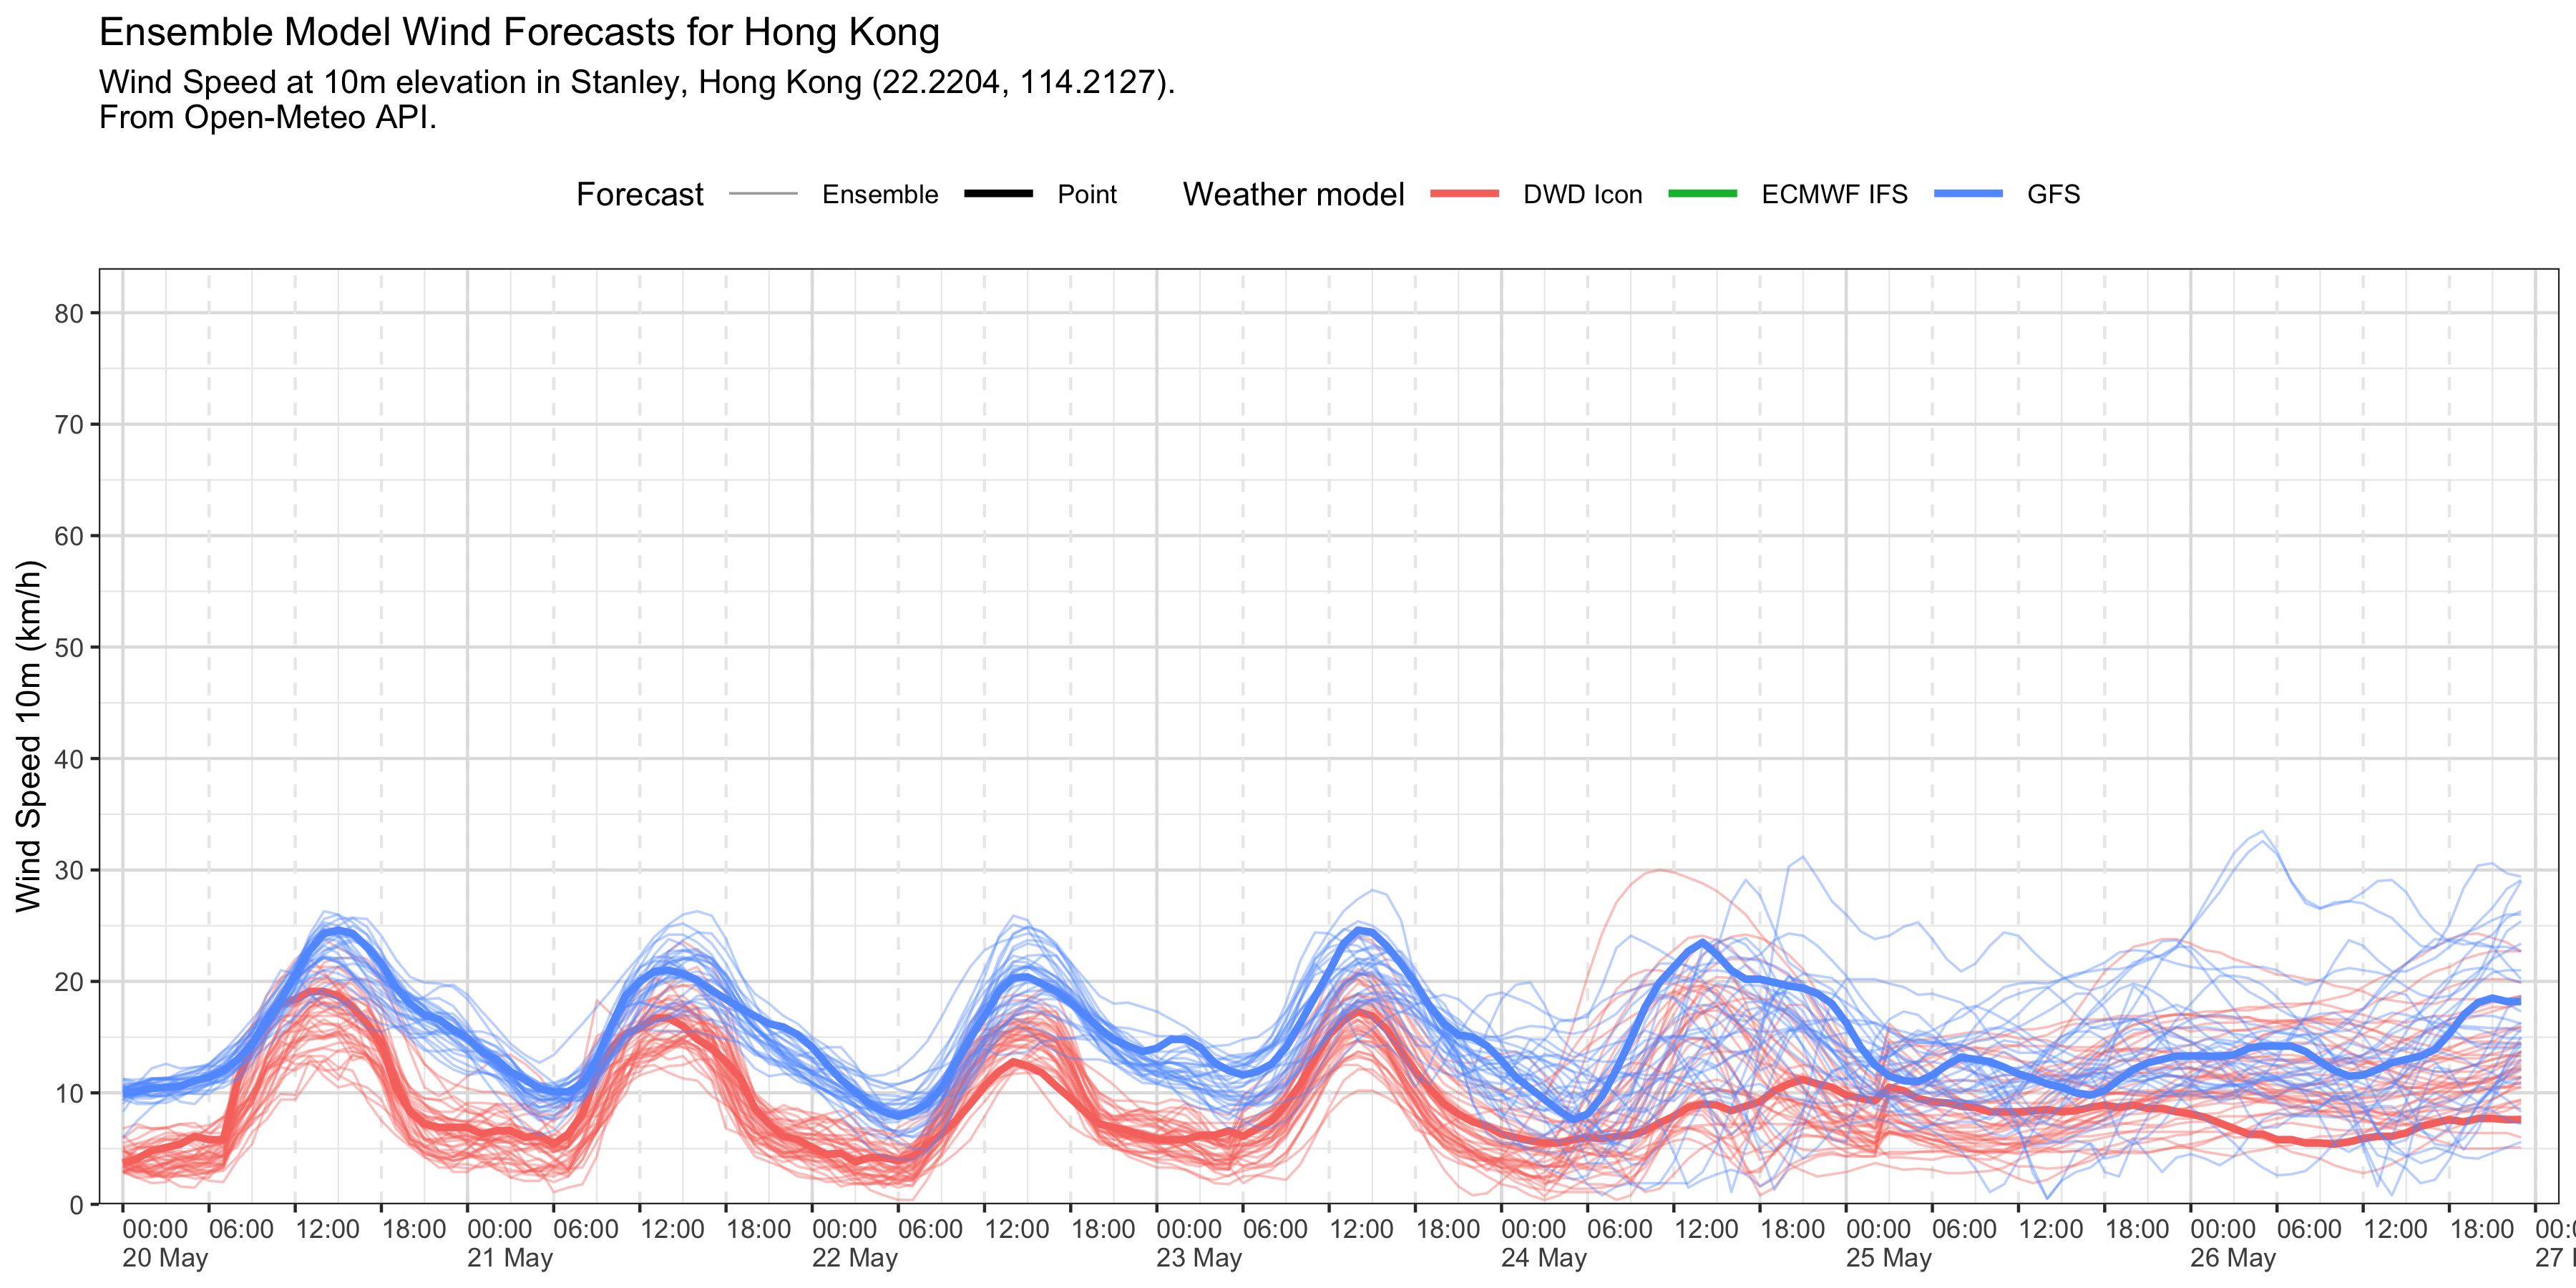 Ensemble Model Wind Forecasts for Hong Kong
Wind Speed at 10m elevation in Stanley, Hong Kong (22.2204, 114.2127).
From Open-Meteo API.
Forecast Ensemble Point Weather model DWD Icon ECMWF IFS GFS
Wind Speed 10m (km/h)
80
70
60
50
40
30
20
10
0
00:00 06:00 12:00 18:00 00:00 06:00 12:00 18:00 00:00 06:00 12:00 18:00 00:00 06:00 12:00 18:00 00:00 06:00 12:00 18:00 00:00 06:00 12:00 18:00 00:00 06:00 12:00 18:00
20 May 21 May 22 May 23 May 24 May 25 May 26 May 27